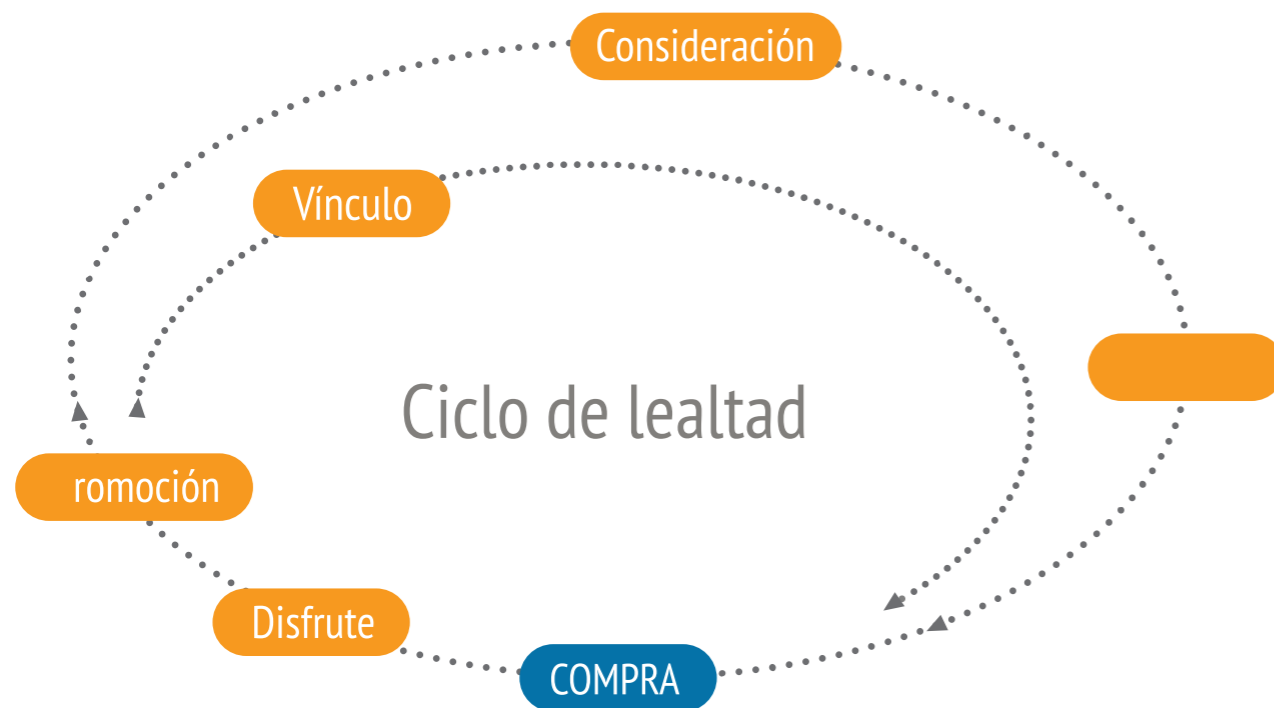 Consideración
Vínculo
Ciclo de lealtad
romoción
Disfrute
COMPRA